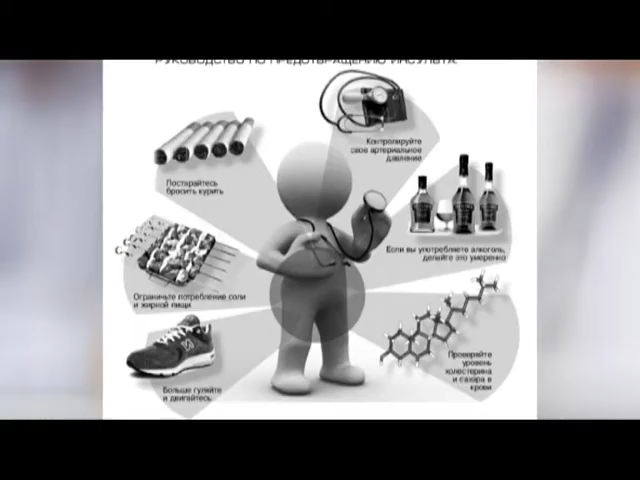 РУКОВОДСТВО ПО ПРЕДОТВРАЩЕНИЮ ИНСУЛЬТА.
Контролируйте
свое артериальное
давление
Постарайтесь
бросить курить
Если вы употребляете алкоголь,
делайте это умеренно
Ограничьте потребление соли
и жирной пищи
Проверяйте
уровень
холестерина
и сахара в
крови
Больше гуляйте
и двигайтесь.